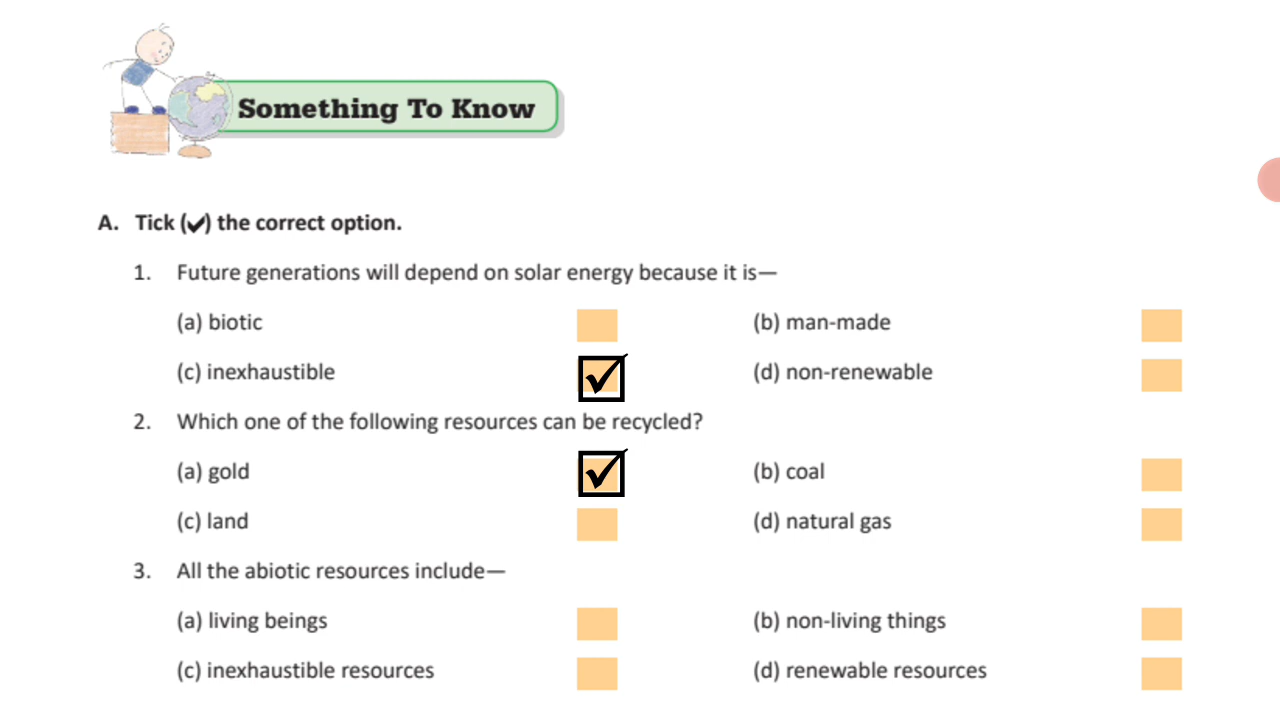 Something To Know
A. Tick (✔) the correct option.
1. Future generations will depend on solar energy because it is—
(a) biotic (b) man-made
(c) inexhaustible (d) non-renewable
2. Which one of the following resources can be recycled?
(a) gold (b) coal
(c) land (d) natural gas
3. All the abiotic resources include—
(a) living beings (b) non-living things
(c) inexhaustible resources (d) renewable resources